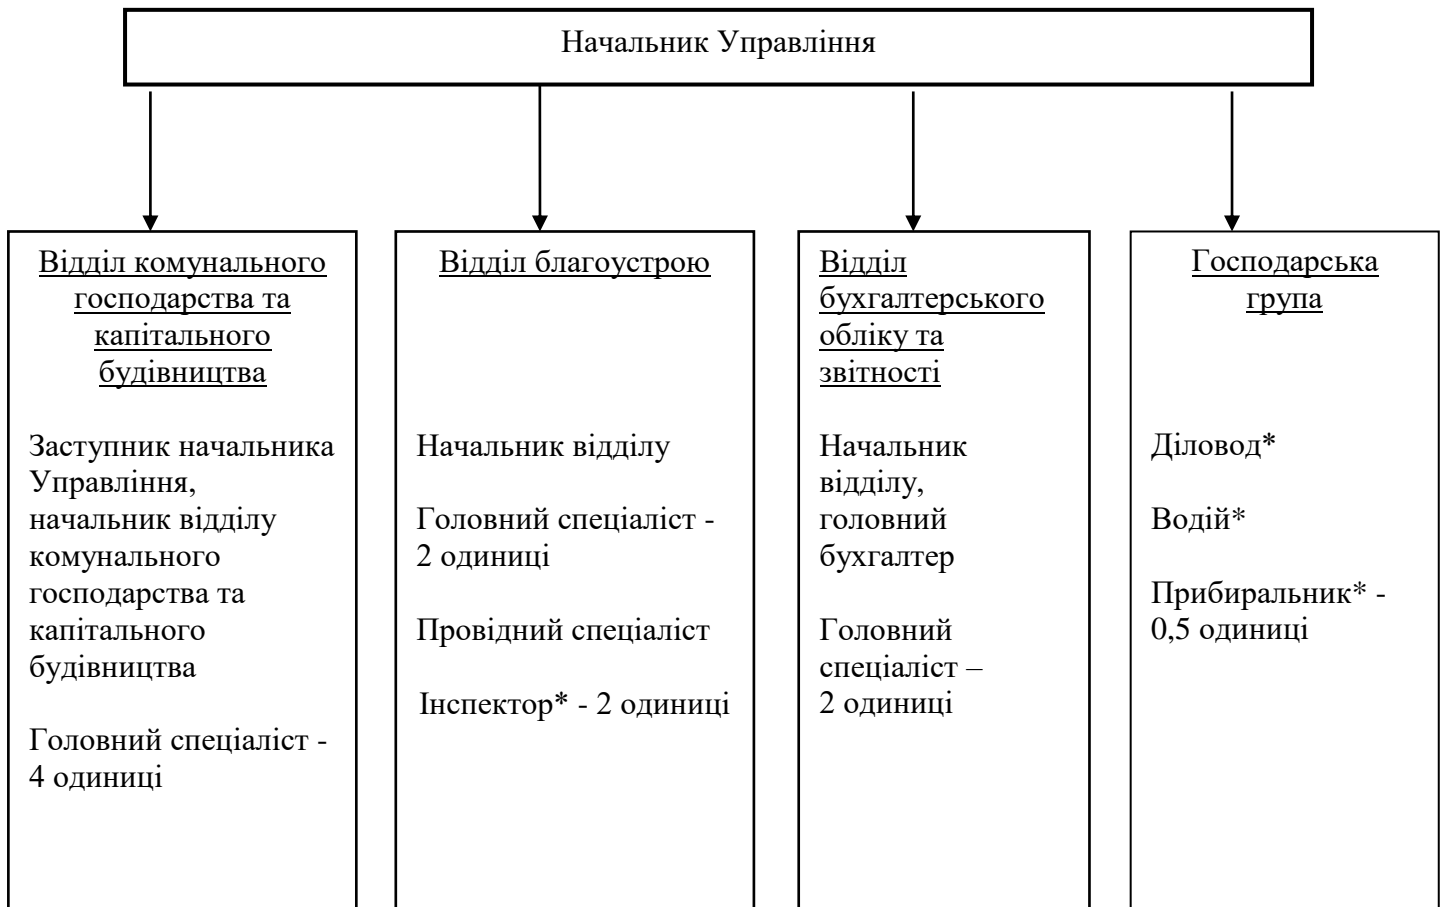 Начальник Управління
Відділ комунального
господарства та
капітального
будівництва
Заступник начальника
Управління,
начальник відділу
комунального
господарства та
капітального
будівництва
Головний спеціаліст -
4 одиниці
Відділ благоустрою
Начальник відділу
Головний спеціаліст -
2 одиниці
Провідний спеціаліст
Інспектор* - 2 одиниці
Відділ
бухгалтерського
обліку та
звітності
Начальник
відділу,
головний
бухгалтер
Головний
спеціаліст –
2 одиниці
Господарська
група
Діловод*
Водій*
Прибиральник* -
0,5 одиниці